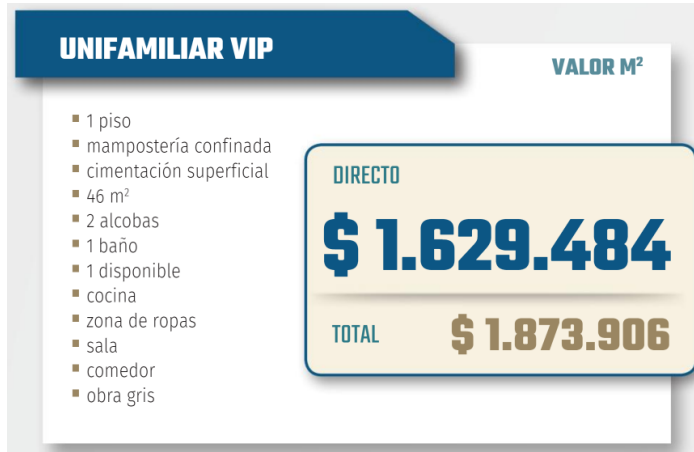 UNIFAMILIAR VIP
VALOR M²
▪ 1 piso
▪ mampostería confinada
▪ cimentación superficial
▪ 46 m²
▪ 2 alcobas
▪ 1 baño
▪ 1 disponible
▪ cocina
▪ zona de ropas
▪ sala
▪ comedor
▪ obra gris
DIRECTO
$ 1.629.484
TOTAL $ 1.873.906